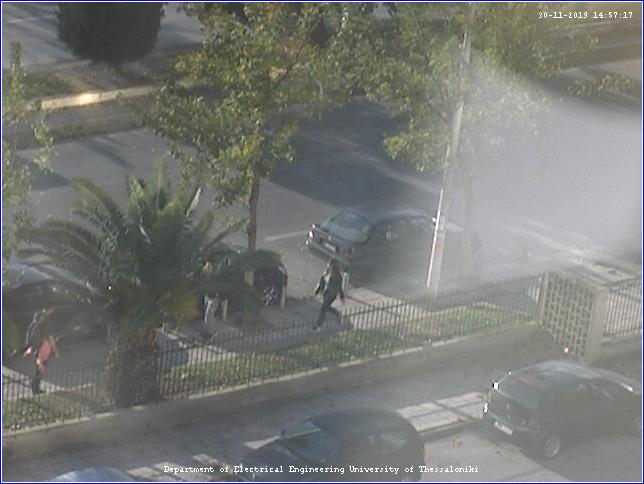 30-11-2019 14:57:17
Department of Electrical Engineering University of Thessaloniki